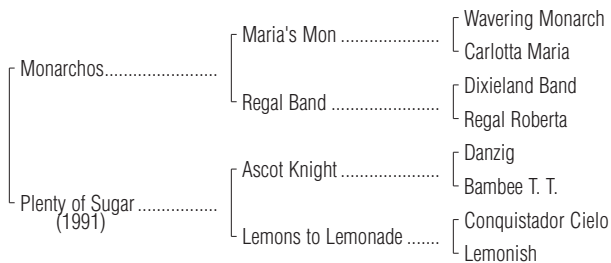 Wavering Monarch
Maria's Mon ....................
Carlotta Maria
Monarchos.......................
Dixieland Band
Regal Band ......................
Regal Roberta
Danzig
Ascot Knight ....................
Bambee T. T.
Plenty of Sugar ................
(1991)
Conquistador Cielo
Lemons to Lemonade .......
Lemonish